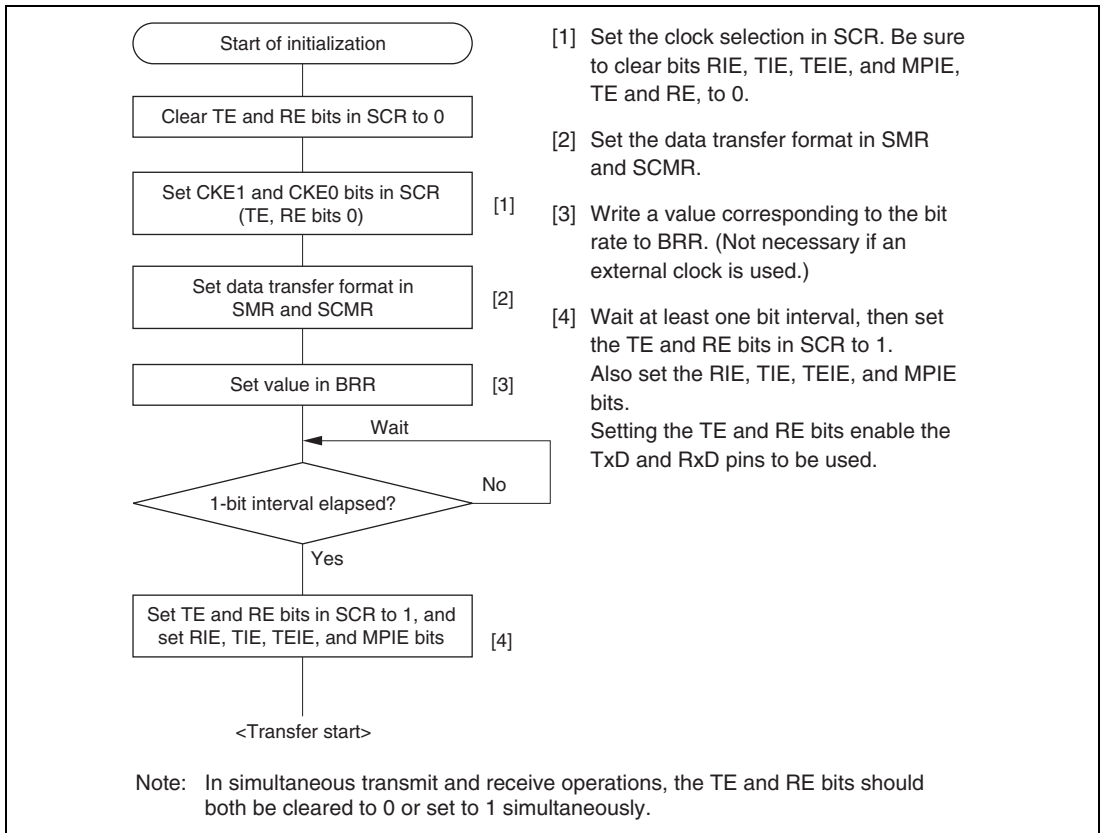 Start of initialization
Clear TE and RE bits in SCR to 0
Set CKE1 and CKE0 bits in SCR
(TE, RE bits 0)
[1]
Set data transfer format in
SMR and SCMR
[2]
Set value in BRR
[3]
Wait
No
1-bit interval elapsed?
Yes
Set TE and RE bits in SCR to 1, and
set RIE, TIE, TEIE, and MPIE bits
[4]
<Transfer start>
[1] Set the clock selection in SCR. Be sure
to clear bits RIE, TIE, TEIE, and MPIE,
TE and RE, to 0.
[2] Set the data transfer format in SMR
and SCMR.
[3] Write a value corresponding to the bit
rate to BRR. (Not necessary if an
external clock is used.)
[4] Wait at least one bit interval, then set
the TE and RE bits in SCR to 1.
Also set the RIE, TIE, TEIE, and MPIE
bits.
Setting the TE and RE bits enable the
TxD and RxD pins to be used.
Note: In simultaneous transmit and receive operations, the TE and RE bits should
both be cleared to 0 or set to 1 simultaneously.